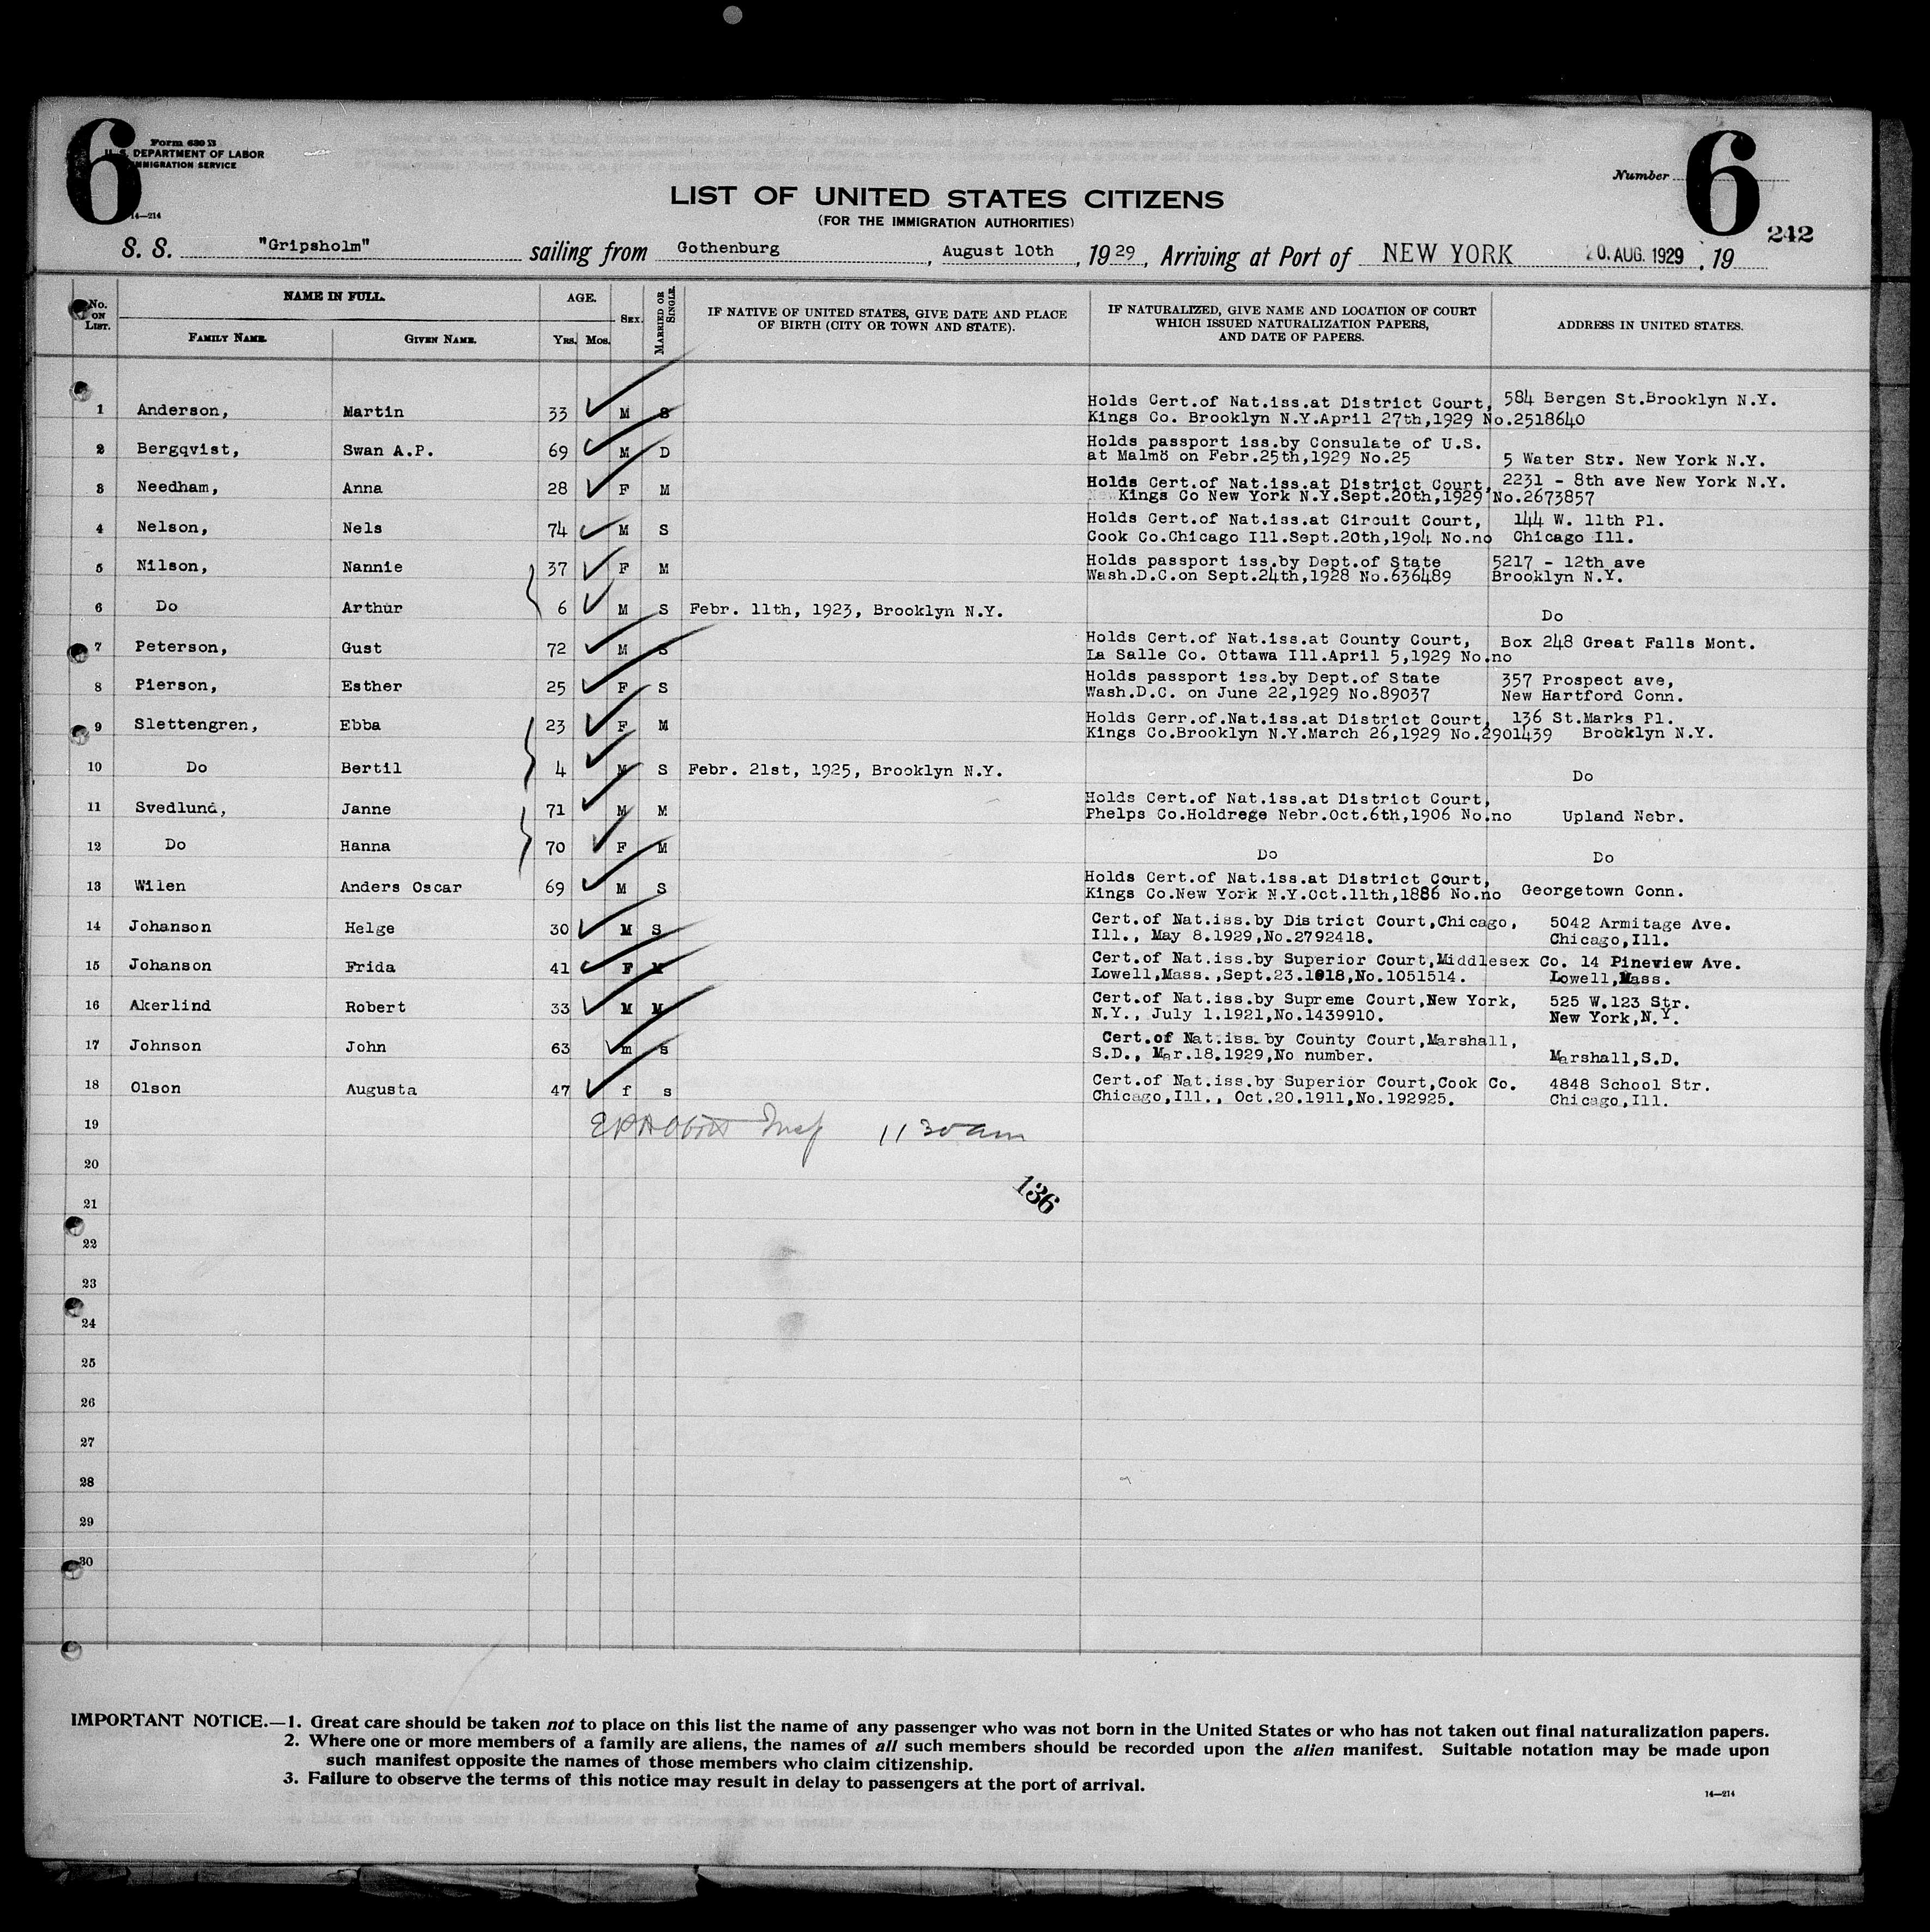 6
Form 630 B
U. S. DEPARTMENT OF LABOR
IMMIGRATION SERVICE
14—214
Number
6
242
LIST OF UNITED STATES CITIZENS
(FOR THE IMMIGRATION AUTHORITIES)
S. S. "Gripsholm" sailing from Gothenburg, August 10th, 1929, Arriving at Port of NEW YORK 20. AUG. 1929, 19
No. ON LIST. NAME IN FULL. AGE. SEX. MARRIED OR SINGLE. IF NATIVE OF UNITED STATES, GIVE DATE AND PLACE OF BIRTH (CITY OR TOWN AND STATE). IF NATURALIZED, GIVE NAME AND LOCATION OF COURT WHICH ISSUED NATURALIZATION PAPERS, AND DATE OF PAPERS. ADDRESS IN UNITED STATES.
FAMILY NAME. GIVEN NAME. YRS. MOS.
1 Anderson, Martin 33 M S Holds Cert.of Nat.iss.at District Court, 584 Bergen St.Brooklyn N.Y.
Kings Co. Brooklyn N.Y.April 27th,1929 No.2518640
2 Bergqvist, Swan A.P. 69 M D Holds passport iss.by Consulate of U.S.
at Malmö on Febr.25th,1929 No.25 5 Water Str. New York N.Y.
3 Needham, Anna 28 F M Holds Cert.of Nat.iss.at District Court, 2231 - 8th ave New York N.Y.
Kings Co New York N.Y.Sept.20th,1929 No.2673857
4 Nelson, Nels 74 M S Holds Cert.of Nat.iss.at Circuit Court, 144 W. 11th Pl.
Cook Co.Chicago Ill.Sept.20th,19o4 No.no Chicago Ill.
5 Nilson, Nannie 37 F M Holds passport iss.by Dept.of State 5217 - 12th ave
Wash.D.C.on Sept.24th,1928 No.636489 Brooklyn N.Y.
6 Do Arthur 6 M S Febr. 11th, 1923, Brooklyn N.Y. Do
7 Peterson, Gust 72 M S Holds Cert.of Nat.iss.at County Court, Box 248 Great Falls Mont.
La Salle Co. Ottawa Ill.April 5,1929 No.no
8 Pierson, Esther 25 F S Holds passport iss.by Dept.of State 357 Prospect ave,
Wash.D.C. on June 22,1929 No.89037 New Hartford Conn.
9 Slettengren, Ebba 23 F M Holds Cerr.of.Nat.iss.at District Court, 136 St.Marks Pl.
Kings Co.Brooklyn N.Y.March 26,1929 No.2901439 Brooklyn N.Y.
10 Do Bertil 4 M S Febr. 21st, 1925, Brooklyn N.Y. Do
11 Svedlund, Janne 71 M M Holds Cert.of Nat.iss.at District Court,
Phelps Co.Holdrege Nebr.Oct.6th,1906 No.no Upland Nebr.
12 Do Hanna 70 F M Do Do
13 Wilen Anders Oscar 69 M S Holds Cert.of Nat.iss.at District Court,
Kings Co.New York N.Y.Oct.11th,1886 No.no Georgetown Conn.
14 Johanson Helge 30 M S Cert.of Nat.iss.by District Court,Chicago, 5042 Armitage Ave.
Ill., May 8.1929,No.2792418. Chicago,Ill.
15 Johanson Frida 41 F M Cert.of Nat.iss.by Superior Court,Middlesex Co. 14 Pineview Ave.
Lowell,Mass.,Sept.23.1918,No.1051514. Lowell,Mass.
16 Akerlind Robert 33 M M Cert.of Nat.iss.by Supreme Court,New York, 525 W.123 Str.
N.Y., July 1.1921,No.1439910. New York,N.Y.
17 Johnson John 63 m s Cert.of Nat.iss.by County Court,Marshall,
S.D., Mar.18.1929,No number. Marshall,S.D.
18 Olson Augusta 47 f s Cert.of Nat.iss.by Superior Court,Cook Co. 4848 School Str.
Chicago,Ill., Oct.20.1911,No.192925. Chicago,Ill.
19 Insp 11 30 am
20
136
21
22
23
24
25
26
27
28
29
30
IMPORTANT NOTICE.—1. Great care should be taken not to place on this list the name of any passenger who was not born in the United States or who has not taken out final naturalization papers.
2. Where one or more members of a family are aliens, the names of all such members should be recorded upon the alien manifest. Suitable notation may be made upon
such manifest opposite the names of those members who claim citizenship.
3. Failure to observe the terms of this notice may result in delay to passengers at the port of arrival.
14—214